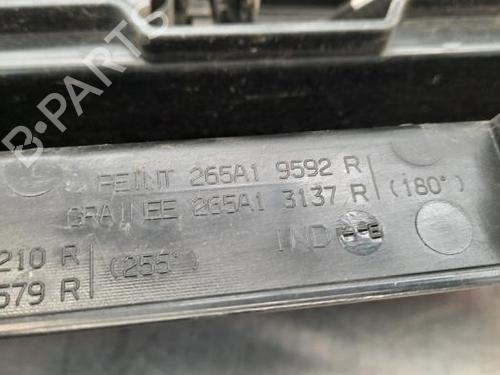 PEINT 265A1 9592 R
GRAINEE 265A1 3137 R
(180°)
IND
210 R
579 R
(255°)
B-PARTS